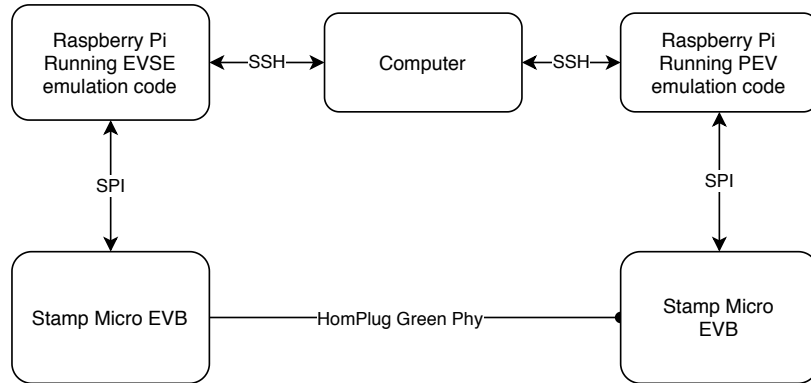 Raspberry Pi
Running EVSE
emulation code
SSH
Computer
SSH
Raspberry Pi
Running PEV
emulation code
SPI
SPI
Stamp Micro EVB
HomPlug Green Phy
Stamp Micro
EVB